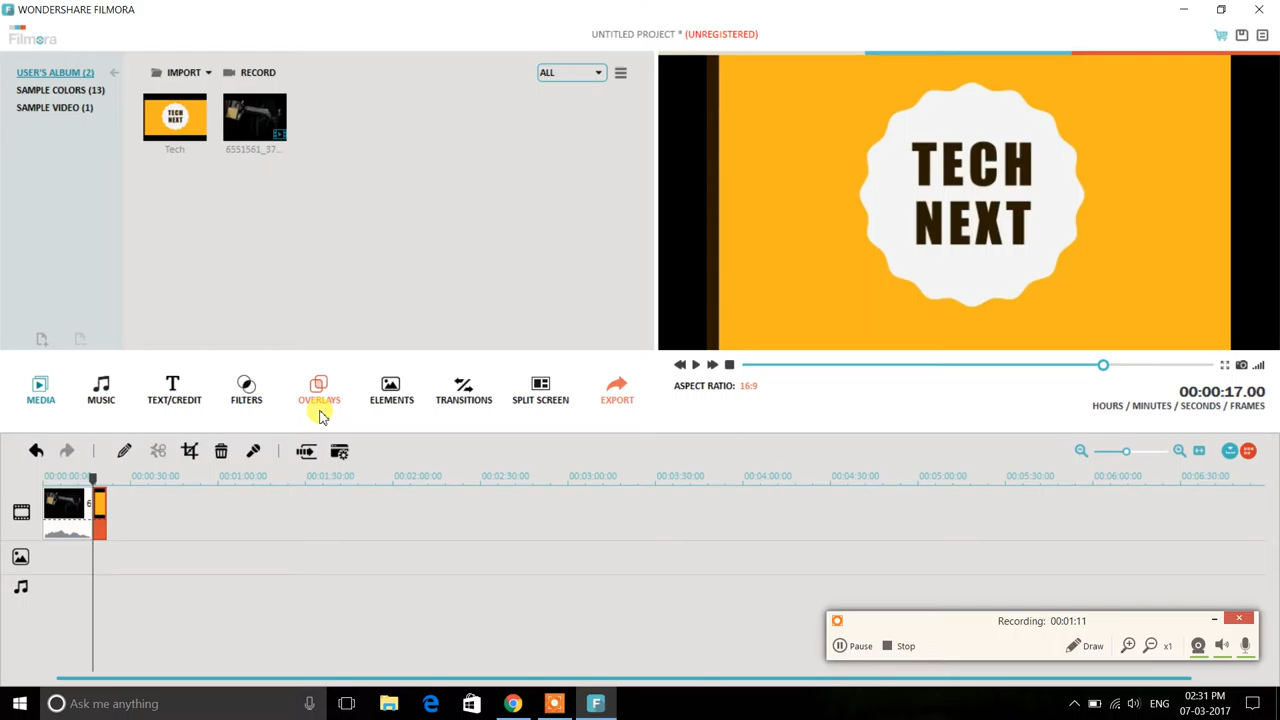 WONDERSHARE FILMORA
Filmora
UNTITLED PROJECT * (UNREGISTERED)
USER'S ALBUM (2)
SAMPLE COLORS (13)
SAMPLE VIDEO (1)
IMPORT
RECORD
ALL
TECH
NEXT
Tech
6551561_37...
TECH
NEXT
MEDIA
MUSIC
TEXT/CREDIT
FILTERS
OVERLAYS
ELEMENTS
TRANSITIONS
SPLIT SCREEN
EXPORT
ASPECT RATIO: 16:9
00:00:17.00
HOURS / MINUTES / SECONDS / FRAMES
00:00:00:00 00:00:30:00 00:01:00:00 00:01:30:00 00:02:00:00 00:02:30:00 00:03:00:00 00:03:30:00 00:04:00:00 00:04:30:00 00:05:00:00 00:05:30:00 00:06:00:00 00:06:30:00
6
Recording: 00:01:11
Pause
Stop
Draw
x1
Ask me anything
ENG
02:31 PM
07-03-2017